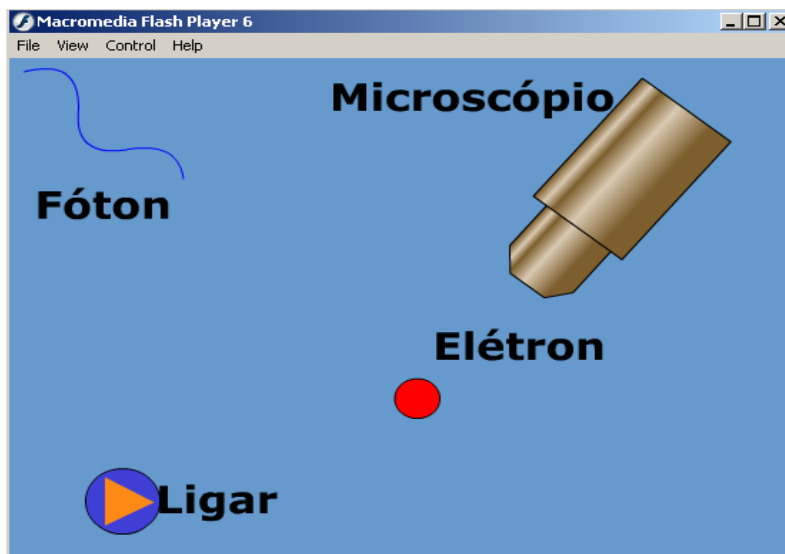 Macromedia Flash Player 6
File View Control Help
Microscópio
Fóton
Elétron
Ligar